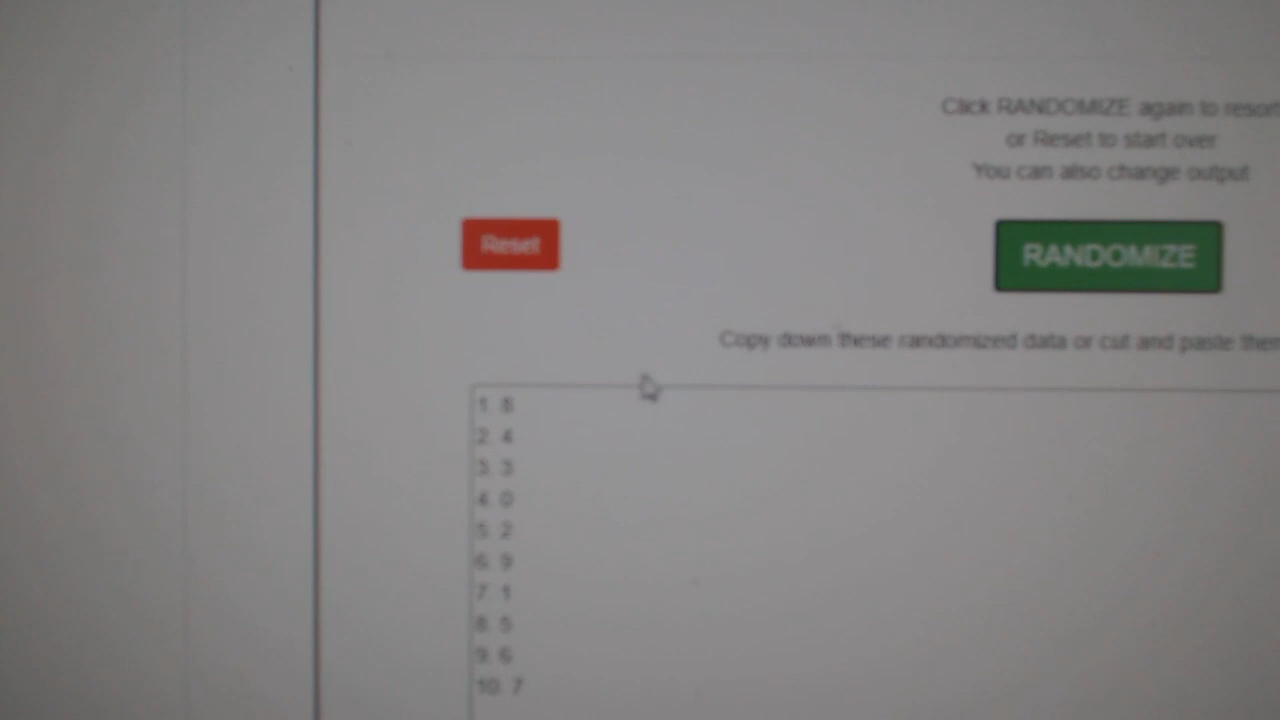 Click RANDOMIZE again to resort
or Reset to start over
You can also change output
Reset
RANDOMIZE
Copy down these randomized data or cut and paste them
1. 8
2. 4
3. 3
4. 0
5. 2
6. 9
7. 1
8. 5
9. 6
10. 7